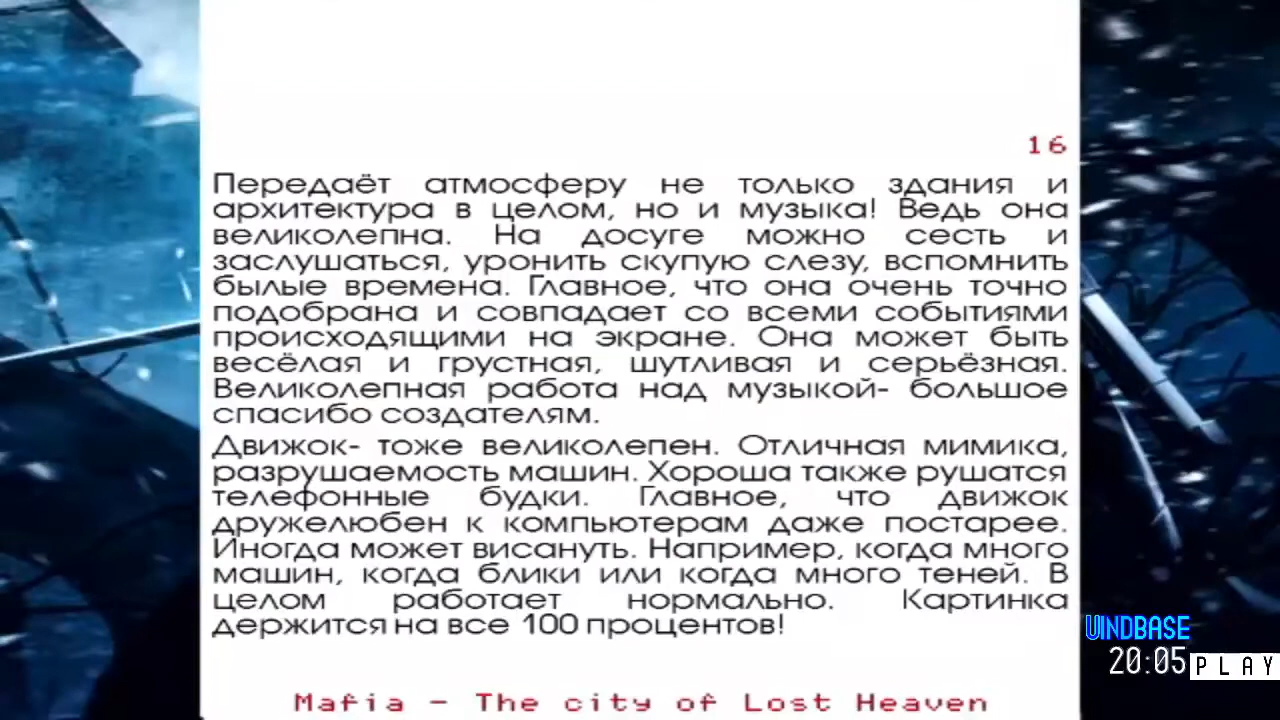 16
Передаёт атмосферу не только здания и
архитектура в целом, но и музыка! Ведь она
великолепна. На досуге можно сесть и
заслушаться, уронить скупую слезу, вспомнить
былые времена. Главное, что она очень точно
подобрана и совпадает со всеми событиями
происходящими на экране. Она может быть
весёлая и грустная, шутливая и серьёзная.
Великолепная работа над музыкой- большое
спасибо создателям.
Движок- тоже великолепен. Отличная мимика,
разрушаемость машин. Хороша также рушатся
телефонные будки. Главное, что движок
дружелюбен к компьютерам даже постарее.
Иногда может висануть. Например, когда много
машин, когда блики или когда много теней. В
целом работает нормально. Картинка
держится на все 100 процентов!
Mafia - The city of Lost Heaven
UINDBASE
20:05 PLAY